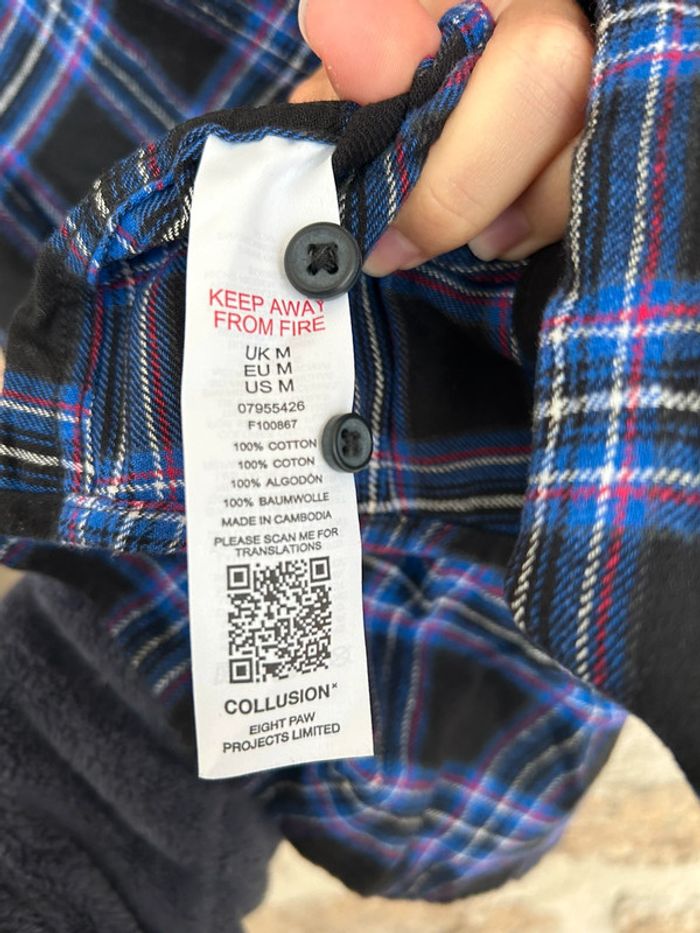 KEEP AWAY
FROM FIRE
UK M
EU M
US M
07955426
F100867
100% COTTON
100% COTON
100% ALGODÓN
100% BAUMWOLLE
MADE IN CAMBODIA
PLEASE SCAN ME FOR
TRANSLATIONS
COLLUSION×
EIGHT PAW
PROJECTS LIMITED